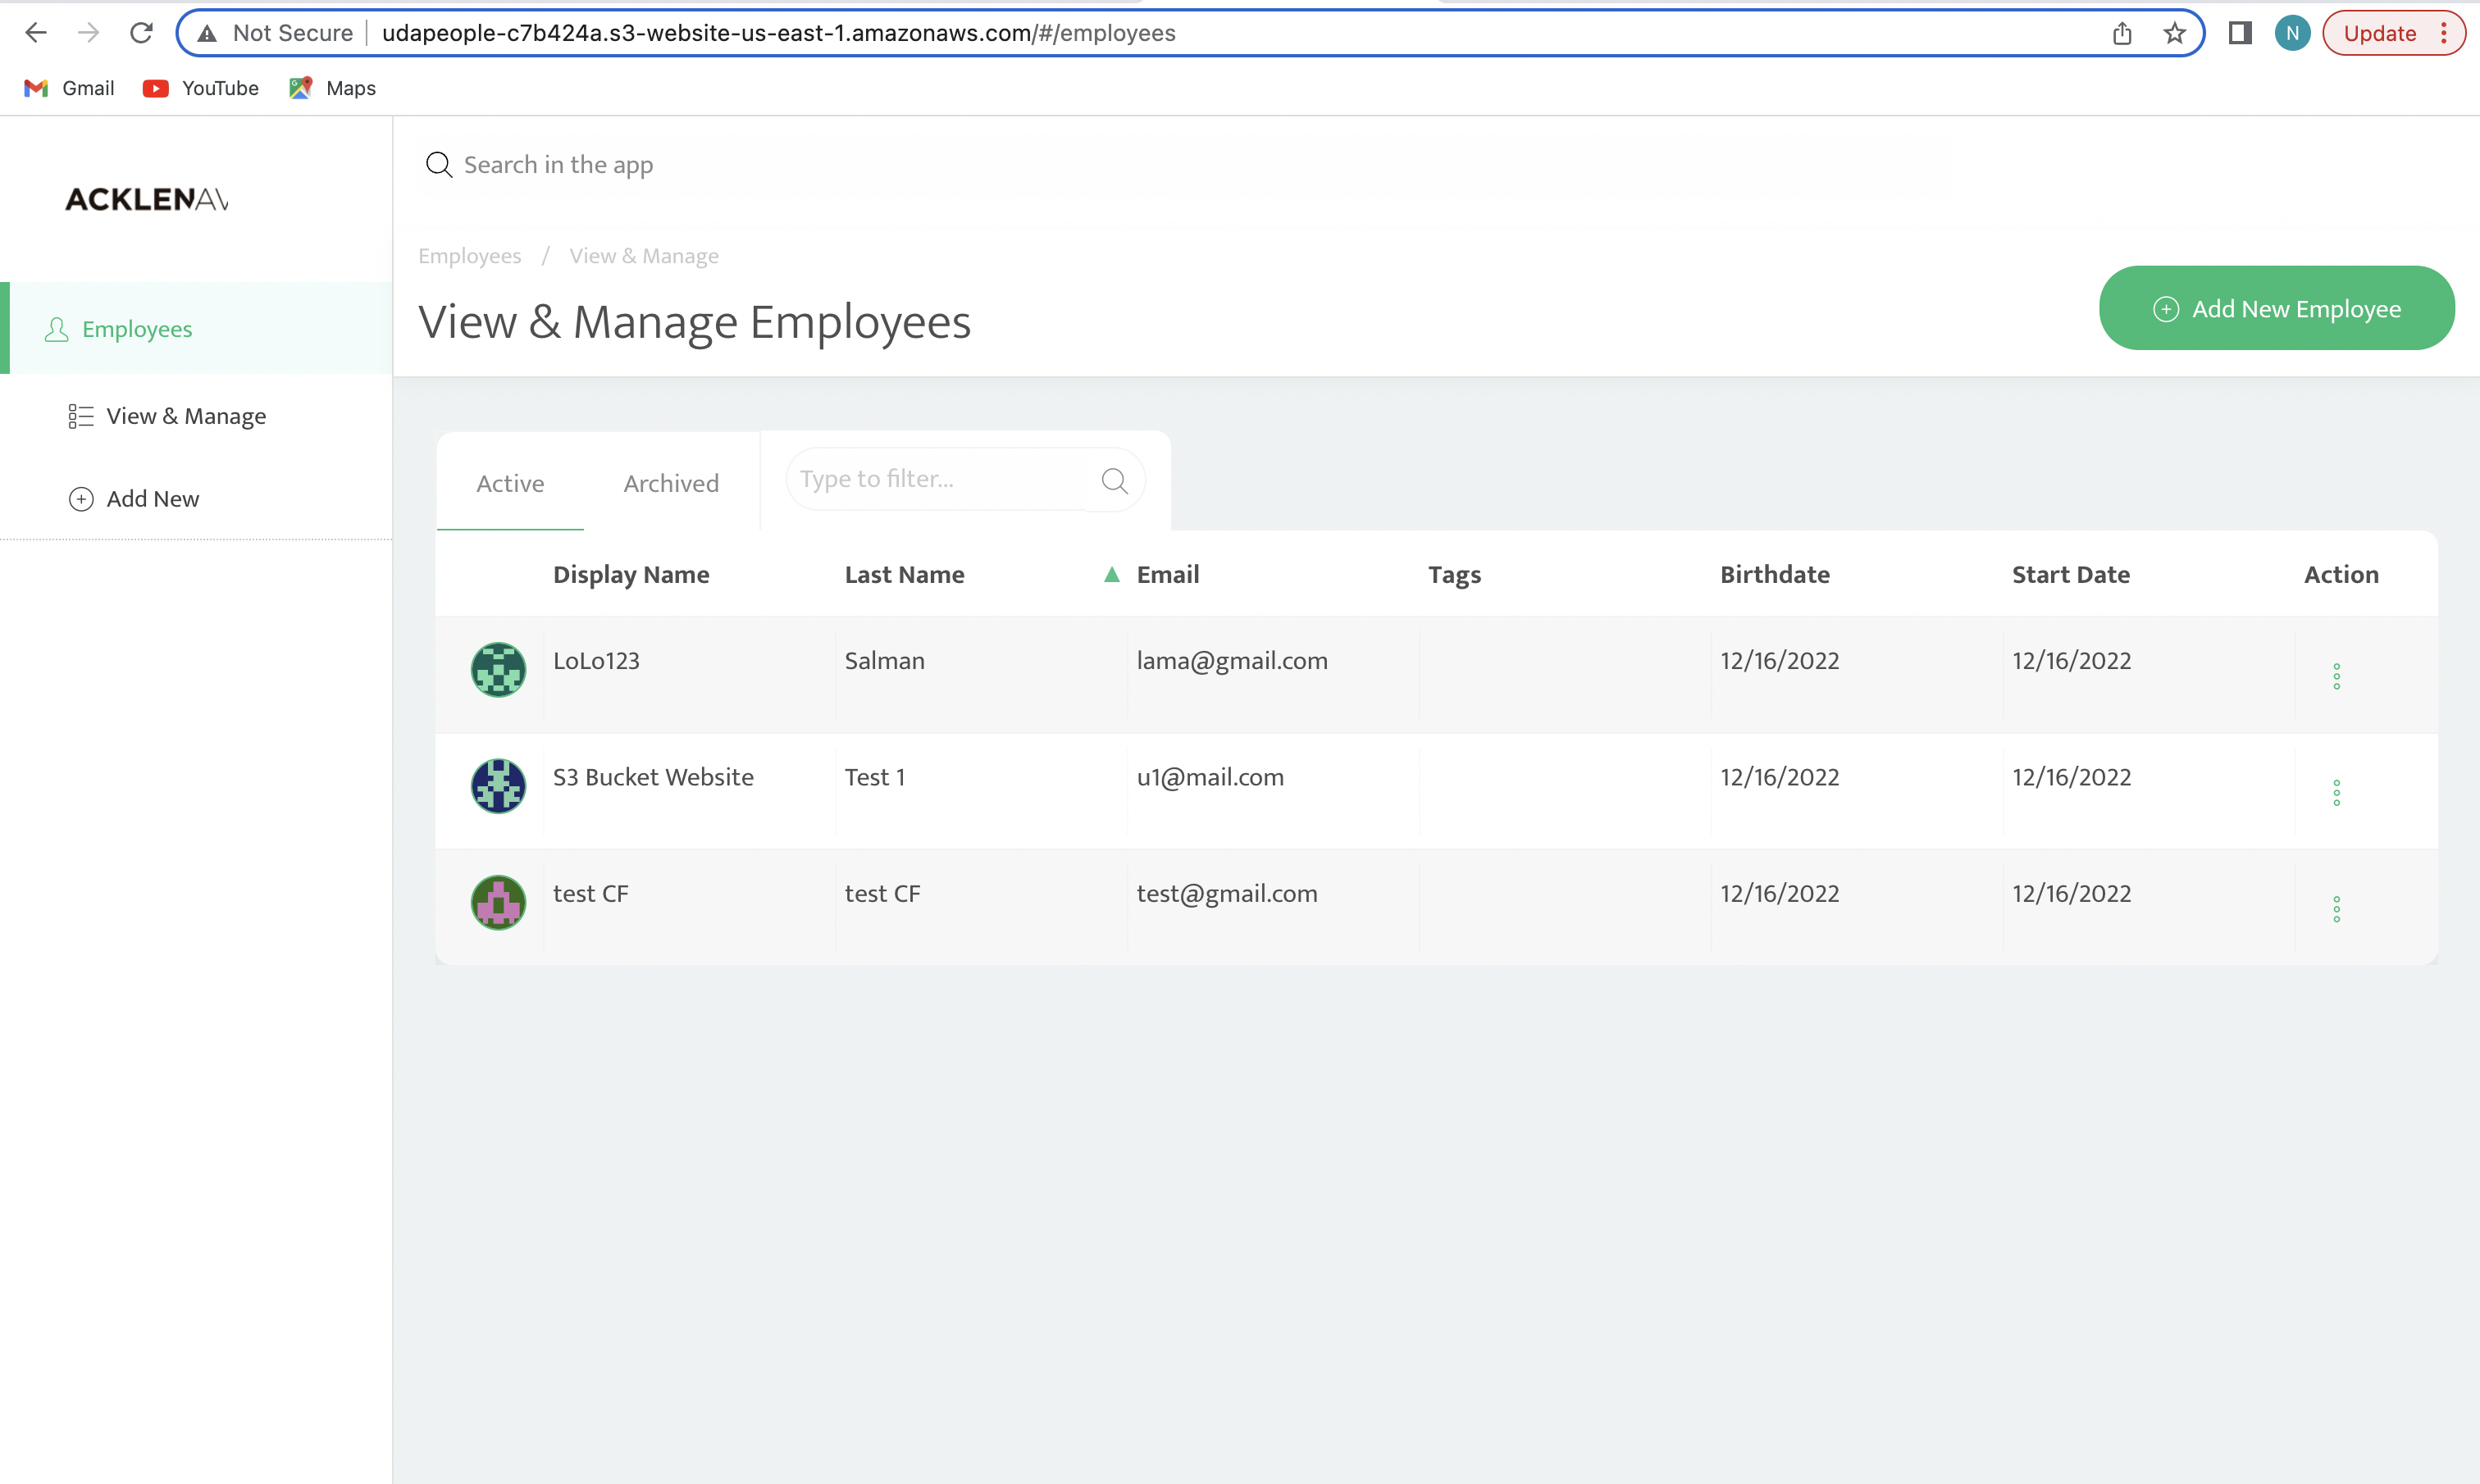 Not Secure udapeople-c7b424a.s3-website-us-east-1.amazonaws.com/#/employees
N
Update
Gmail YouTube Maps
ACKLENAV
Search in the app
Employees / View & Manage
View & Manage Employees
Add New Employee
Employees
View & Manage
Add New
Active Archived Type to filter...
Display Name Last Name Email Tags Birthdate Start Date Action
LoLo123 Salman lama@gmail.com 12/16/2022 12/16/2022
S3 Bucket Website Test 1 u1@mail.com 12/16/2022 12/16/2022
test CF test CF test@gmail.com 12/16/2022 12/16/2022